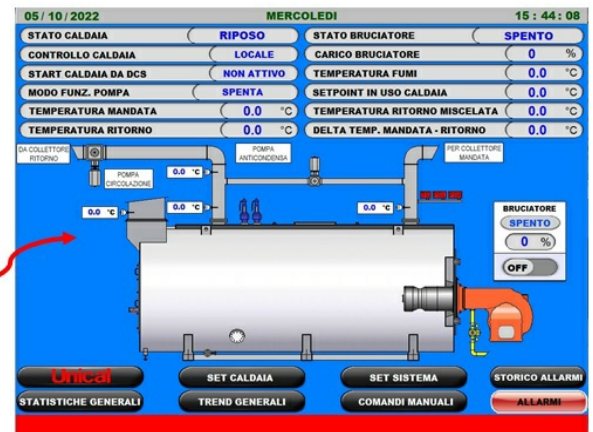 05/10/2022 MERCOLEDI 15:44:08
STATO CALDAIA RIPOSO STATO BRUCIATORE SPENTO
CONTROLLO CALDAIA LOCALE CARICO BRUCIATORE 0 %
START CALDAIA DA DCS NON ATTIVO TEMPERATURA FUMI 0.0 °C
MODO FUNZ. POMPA SPENTA SETPOINT IN USO CALDAIA 0.0 °C
TEMPERATURA MANDATA 0.0 °C TEMPERATURA RITORNO MISCELATA 0.0 °C
TEMPERATURA RITORNO 0.0 °C DELTA TEMP. MANDATA - RITORNO 0.0 °C
DA COLLETTORE
RITORNO
POMPA
ANTICONDENSA
PER COLLETTORE
MANDATA
POMPA
CIRCOLAZIONE
0.0 °C
0.0 °C
0.0 °C
0.0 °C
BRUCIATORE
SPENTO
0 %
OFF
Unical SET CALDAIA SET SISTEMA STORICO ALLARMI
STATISTICHE GENERALI TREND GENERALI COMANDI MANUALI ALLARMI